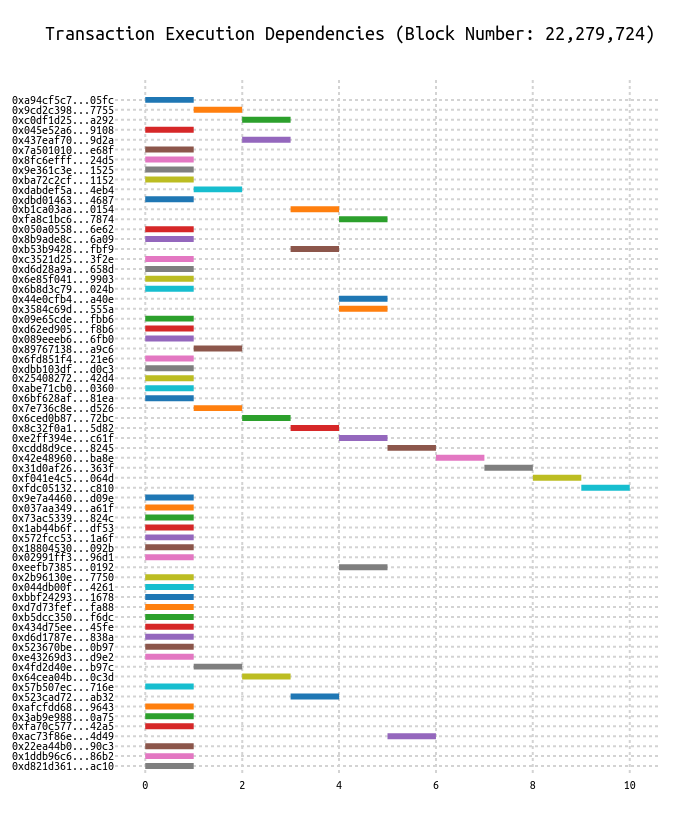 Transaction Execution Dependencies (Block Number: 22,279,724)
0xa94cf5c7...05fc
0x9cd2c398...7755
0xc0df1d25...a292
0x045e52a6...9108
0x437eaf70...9d2a
0x7a501010...e68f
0x8fc6efff...24d5
0x9e361c3e...1525
0xba72c2cf...1152
0xdabdef5a...4eb4
0xdbd01463...4687
0xb1ca03aa...0154
0xfa8c1bc6...7874
0x050a0558...6e62
0x8b9ade8c...6a09
0xb53b9428...fbf9
0xc3521d25...3f2e
0xd6d28a9a...658d
0x6e85f041...9903
0x6b8d3c79...024b
0x44e0cfb4...a40e
0x3584c69d...555a
0x09e65cde...fbb6
0xd62ed905...f8b6
0x089eeeb6...6fb0
0x89767138...a9c6
0x6fd851f4...21e6
0xdbb103df...d0c3
0x25408272...42d4
0xabe71cb0...0360
0x6bf628af...81ea
0x7e736c8e...d526
0x6ced0b87...72bc
0x8c32f0a1...5d82
0xe2ff394e...c61f
0xcdd8d9ce...8245
0x42e48960...ba8e
0x31d0af26...363f
0xf041e4c5...064d
0xfdc05132...c810
0x9e7a4460...d09e
0x037aa349...a61f
0x73ac5339...824c
0x1ab44b6f...df53
0x572fcc53...1a6f
0x18804530...092b
0x02991ff3...96d1
0xeefb7385...0192
0x2b96130e...7750
0x044db00f...4261
0xbbf24293...1678
0xd7d73fef...fa88
0xb5dcc350...f6dc
0x434d75ee...45fe
0xd6d1787e...838a
0x523670be...0b97
0xe43269d3...d9e2
0x4fd2d40e...b97c
0x64cea04b...0c3d
0x57b507ec...716e
0x523cad72...ab32
0xafcfdd68...9643
0x3ab9e988...0a75
0xfa70c577...42a5
0xac73f86e...4d49
0x22ea44b0...90c3
0x1ddb96c6...86b2
0xd821d361...ac10
0 2 4 6 8 10